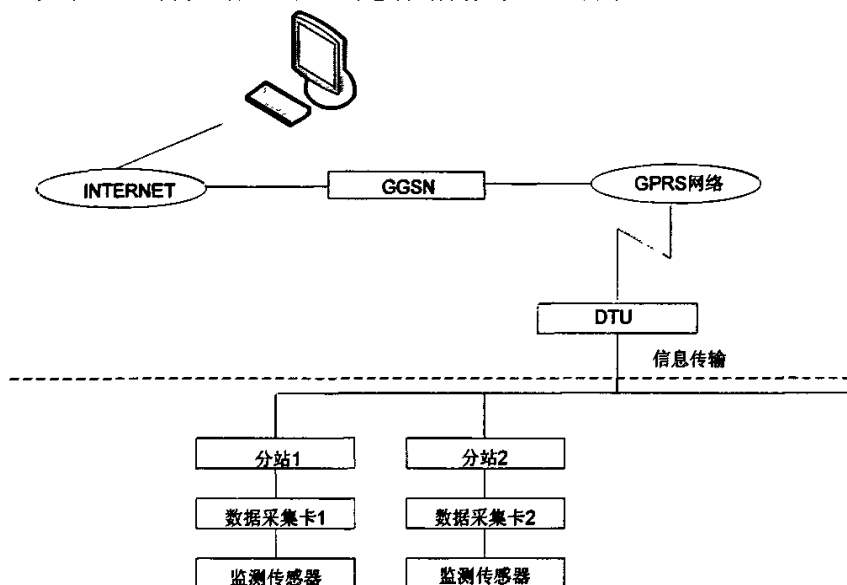 INTERNET
GGSN
GPRS网络
DTU
信息传输
分站1
分站2
数据采集卡1
数据采集卡2
监测传感器
监测传感器